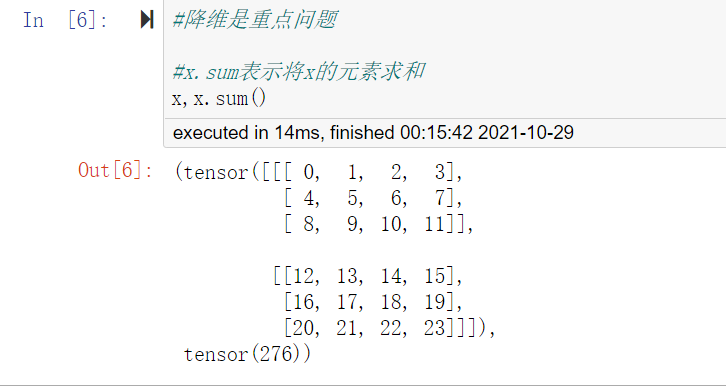 In [6]: #降维是重点问题
#x.sum表示将x的元素求和
x,x.sum()
executed in 14ms, finished 00:15:42 2021-10-29
Out[6]: (tensor([[[ 0, 1, 2, 3],
[ 4, 5, 6, 7],
[ 8, 9, 10, 11]],
[[12, 13, 14, 15],
[16, 17, 18, 19],
[20, 21, 22, 23]]]),
tensor(276))